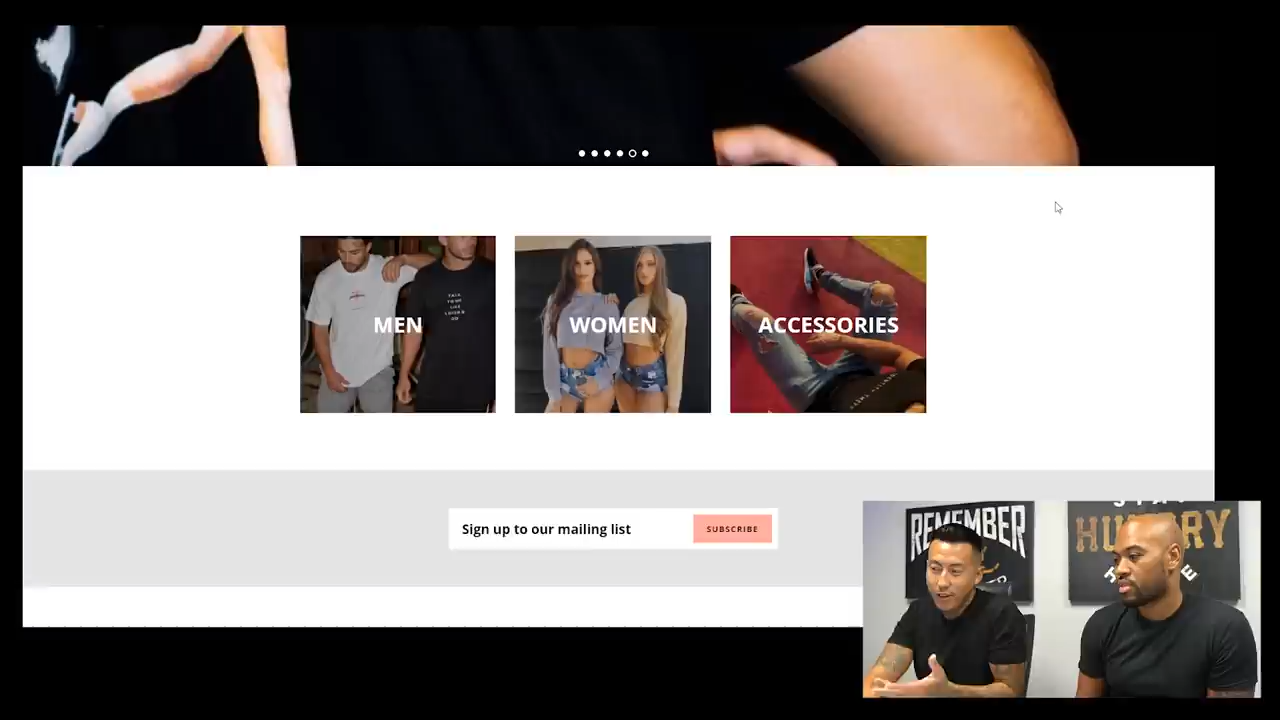 MEN
WOMEN
ACCESSORIES
Sign up to our mailing list
SUBSCRIBE
REMEMBER
HUNGRY